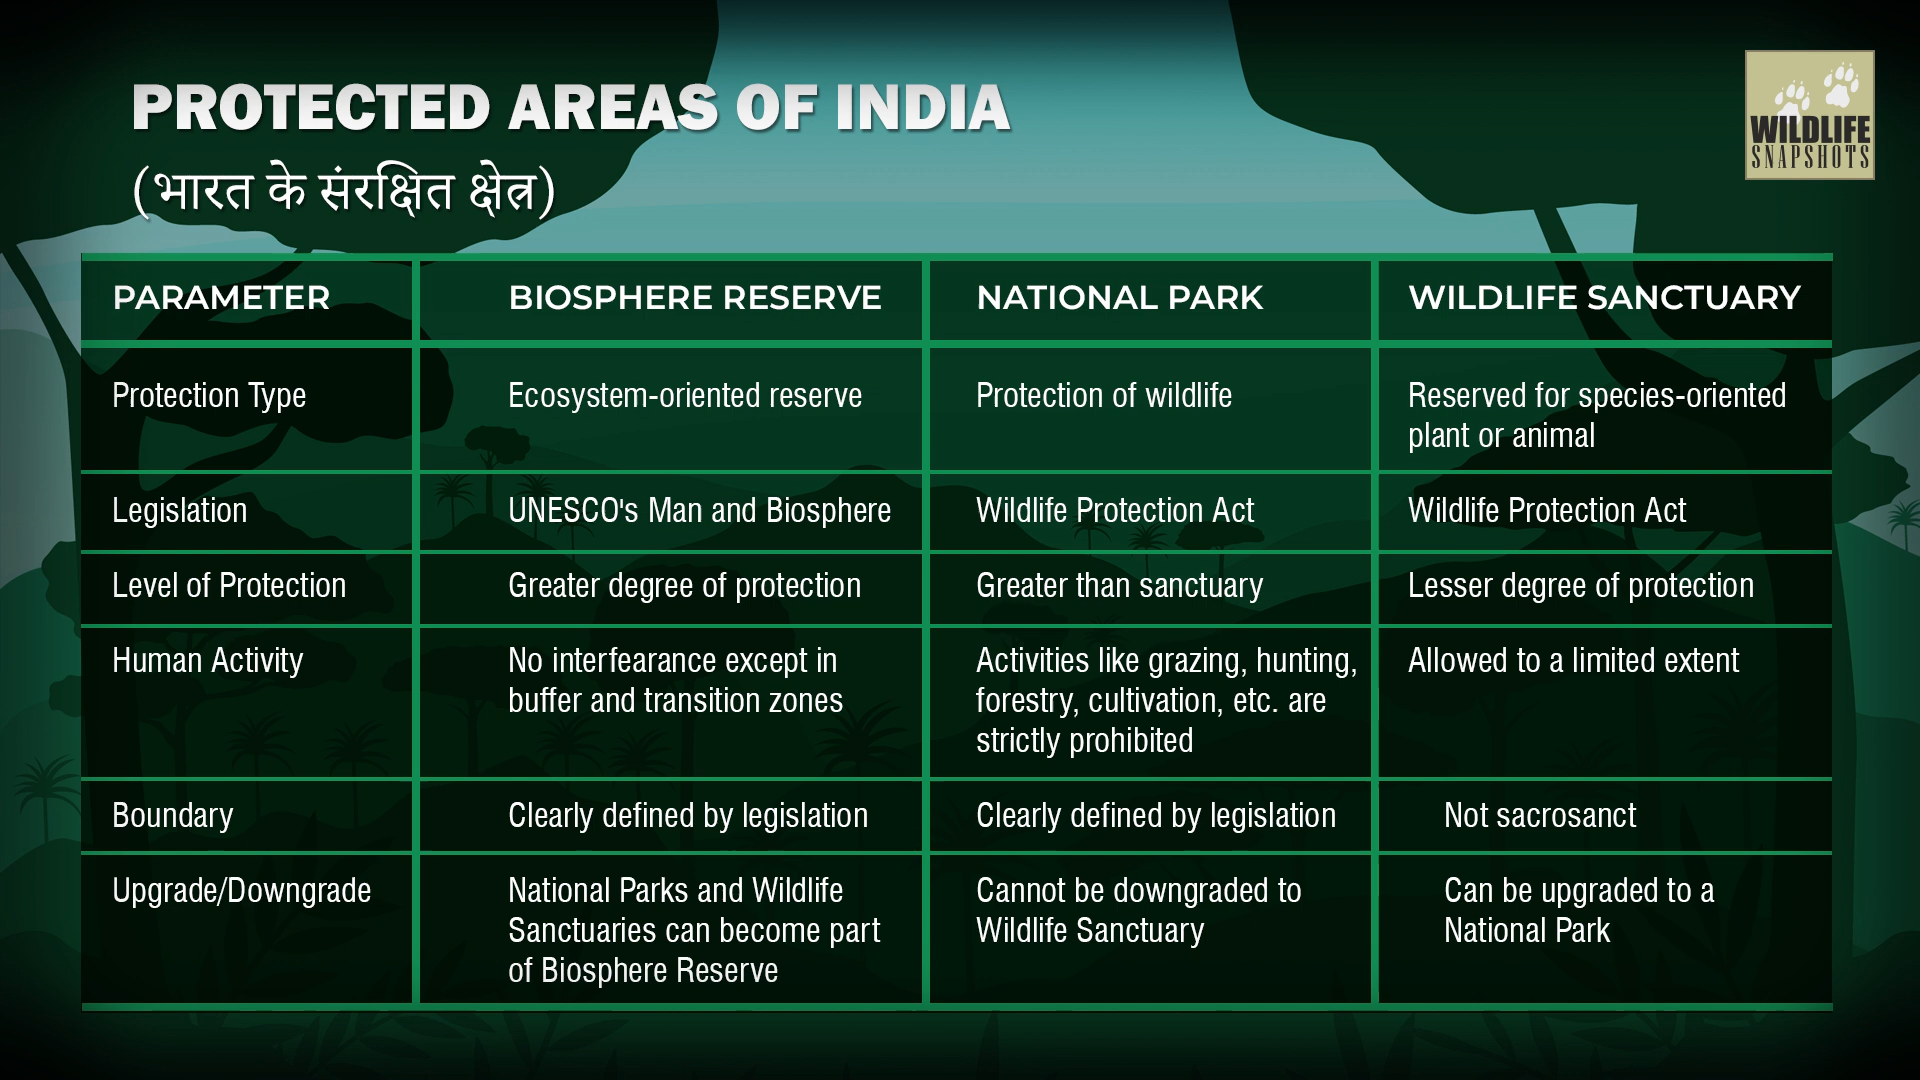 PROTECTED AREAS OF INDIA
(भारत के संरक्षित क्षेत्र)
WILDLIFE
SNAPSHOTS
PARAMETER
BIOSPHERE RESERVE
NATIONAL PARK
WILDLIFE SANCTUARY
Protection Type
Ecosystem-oriented reserve
Protection of wildlife
Reserved for species-oriented
plant or animal
Legislation
UNESCO's Man and Biosphere
Wildlife Protection Act
Wildlife Protection Act
Level of Protection
Greater degree of protection
Greater than sanctuary
Lesser degree of protection
Human Activity
No interfearance except in
buffer and transition zones
Activities like grazing, hunting,
forestry, cultivation, etc. are
strictly prohibited
Allowed to a limited extent
Boundary
Clearly defined by legislation
Clearly defined by legislation
Not sacrosanct
Upgrade/Downgrade
National Parks and Wildlife
Sanctuaries can become part
of Biosphere Reserve
Cannot be downgraded to
Wildlife Sanctuary
Can be upgraded to a
National Park